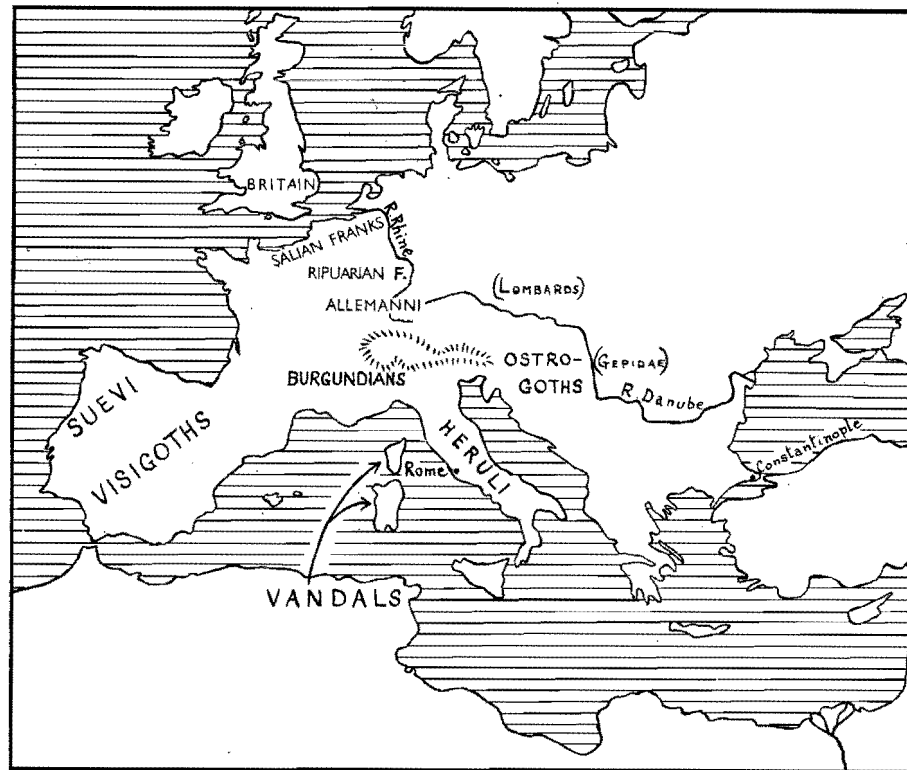 BRITAIN
R. Rhine
SALIAN FRANKS
RIPUARIAN F.
ALLEMANNI
(LOMBARDS)
BURGUNDIANS
OSTRO-
GOTHS
(GEPIDAE)
R. Danube
SUEVI
VISIGOTHS
HERULI
Rome
Constantinople
VANDALS